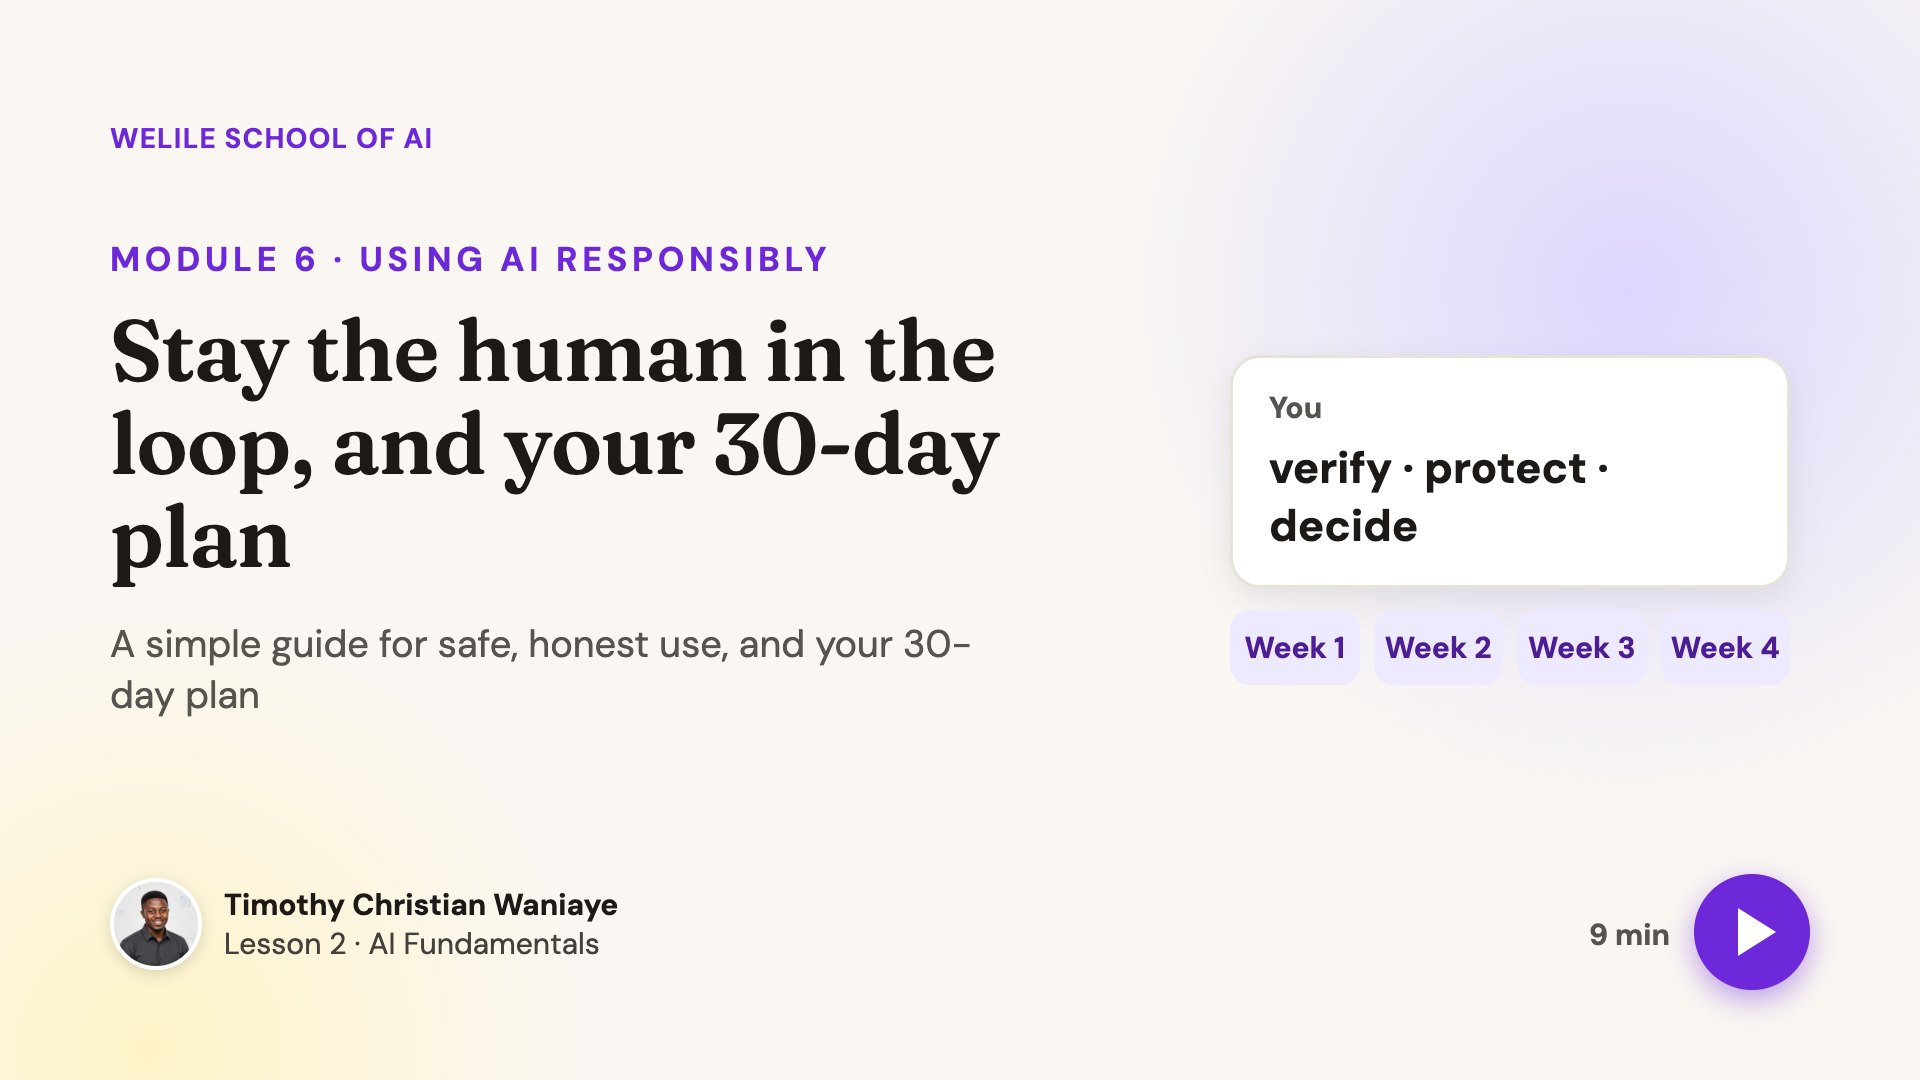 WELILE SCHOOL OF AI
MODULE 6 · USING AI RESPONSIBLY
Stay the human in the
loop, and your 30-day
plan
A simple guide for safe, honest use, and your 30-
day plan
You
verify · protect ·
decide
Week 1 Week 2 Week 3 Week 4
Timothy Christian Waniaye
Lesson 2 · AI Fundamentals
9 min